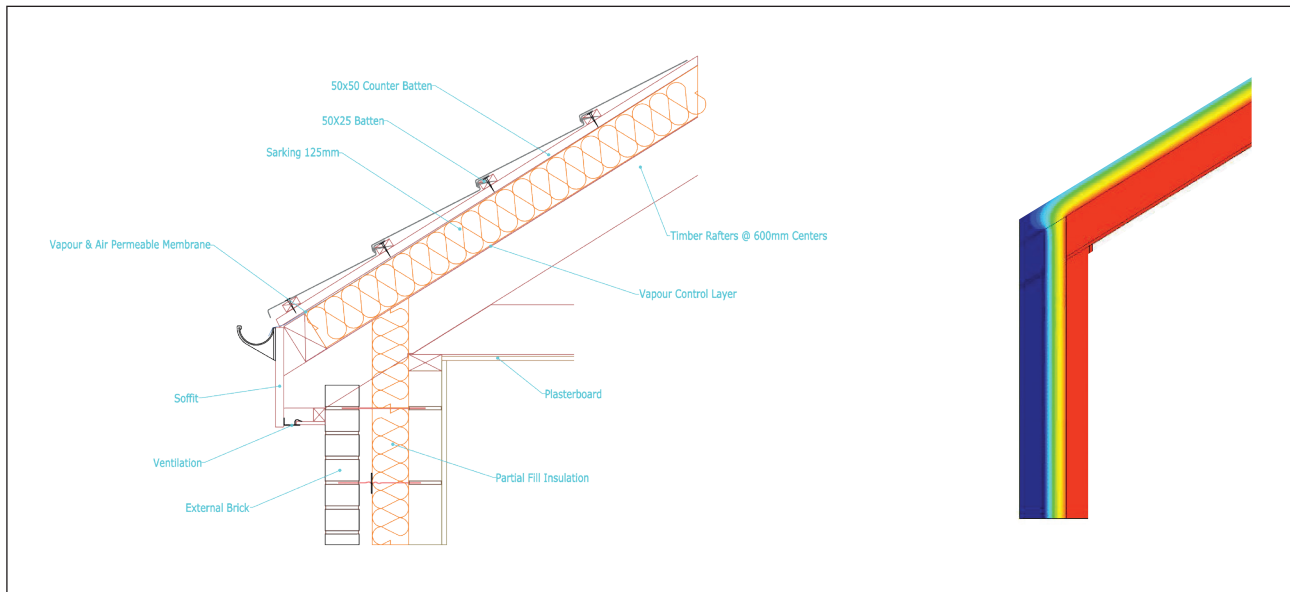 50x50 Counter Batten
50X25 Batten
Sarking 125mm
Timber Rafters @ 600mm Centers
Vapour & Air Permeable Membrane
Vapour Control Layer
Plasterboard
Soffit
Ventilation
Partial Fill Insulation
External Brick